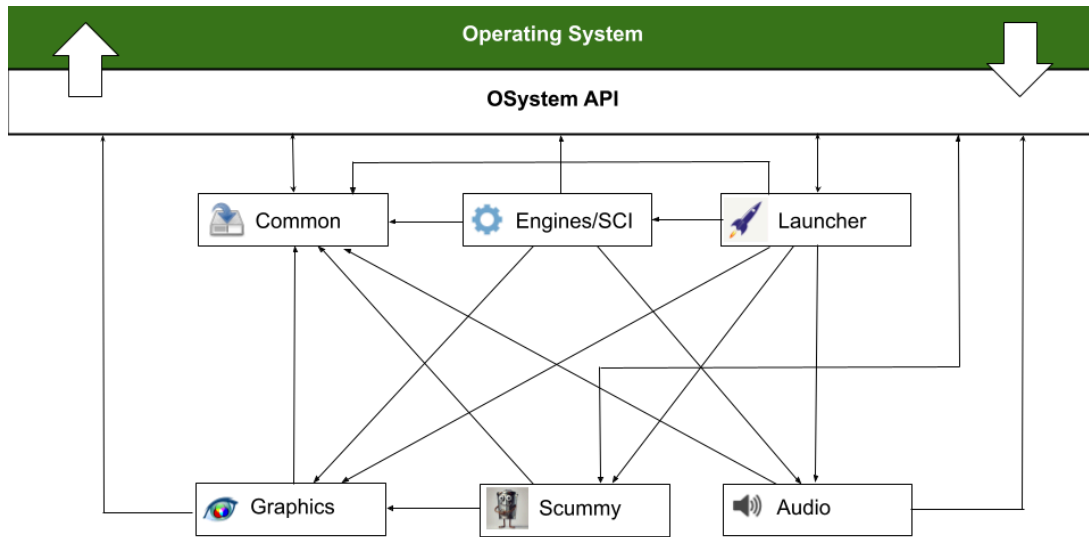 Operating System
OSystem API
Common
Engines/SCI
Launcher
Graphics
Scummy
Audio